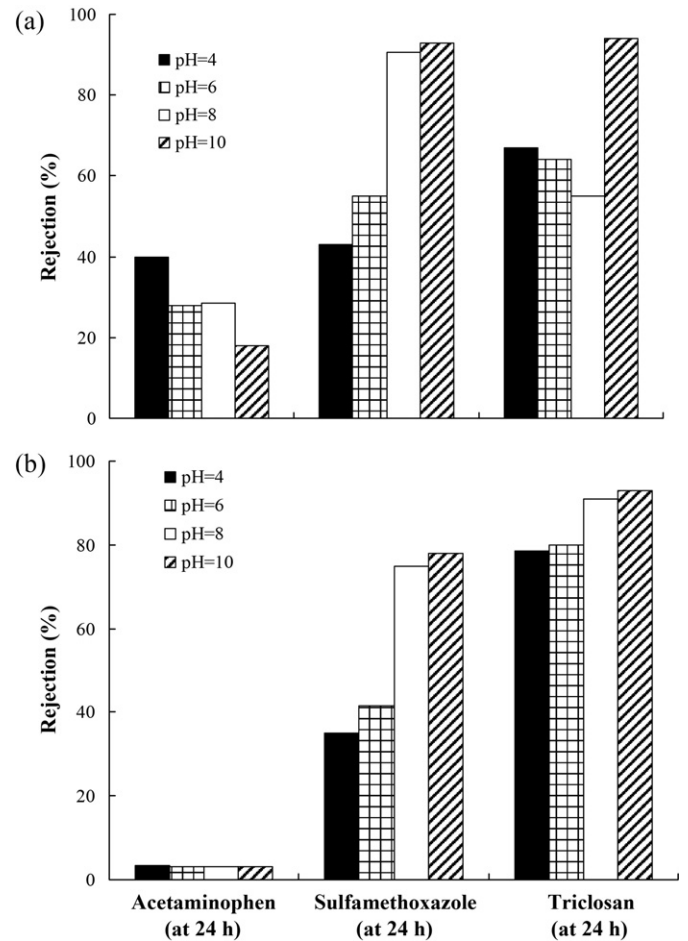 (a)
100
80
60
40
20
0
Rejection (%)
pH=4
pH=6
pH=8
pH=10
(b)
100
80
60
40
20
0
Rejection (%)
pH=4
pH=6
pH=8
pH=10
Acetaminophen Sulfamethoxazole Triclosan
(at 24 h) (at 24 h) (at 24 h)